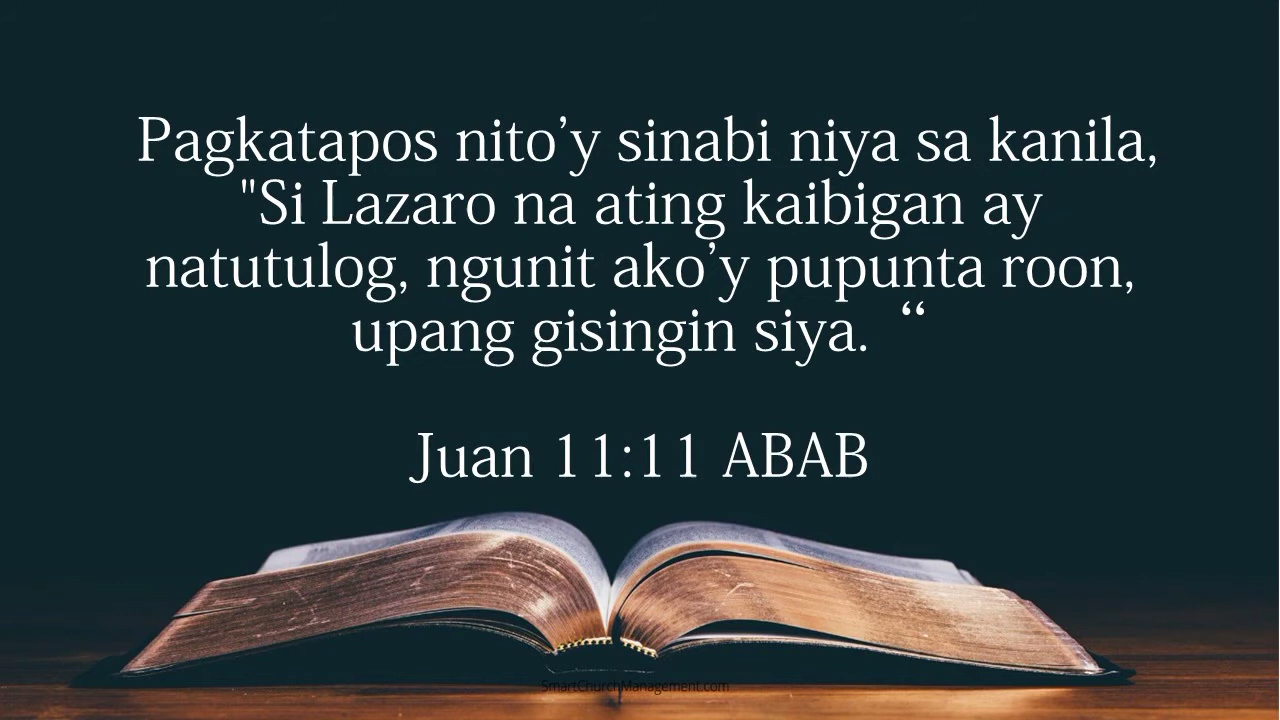 Pagkatapos nito’y sinabi niya sa kanila,
"Si Lazaro na ating kaibigan ay
natutulog, ngunit ako’y pupunta roon,
upang gisingin siya. “
Juan 11:11 ABAB
SmartChurchManagement.com